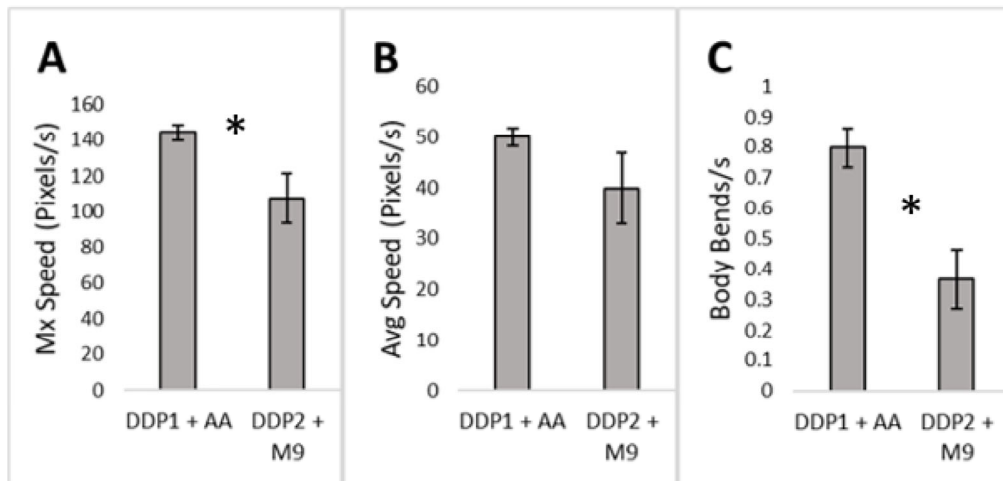 A
Mx Speed (Pixels/s)
160
140
120
100
80
60
40
20
0
*
DDP1 + AA
DDP2 +
M9
B
Avg Speed (Pixels/s)
60
50
40
30
20
10
0
DDP1 + AA
DDP2 +
M9
C
Body Bends/s
1
0.9
0.8
0.7
0.6
0.5
0.4
0.3
0.2
0.1
0
*
DDP1 + AA
DDP2 +
M9